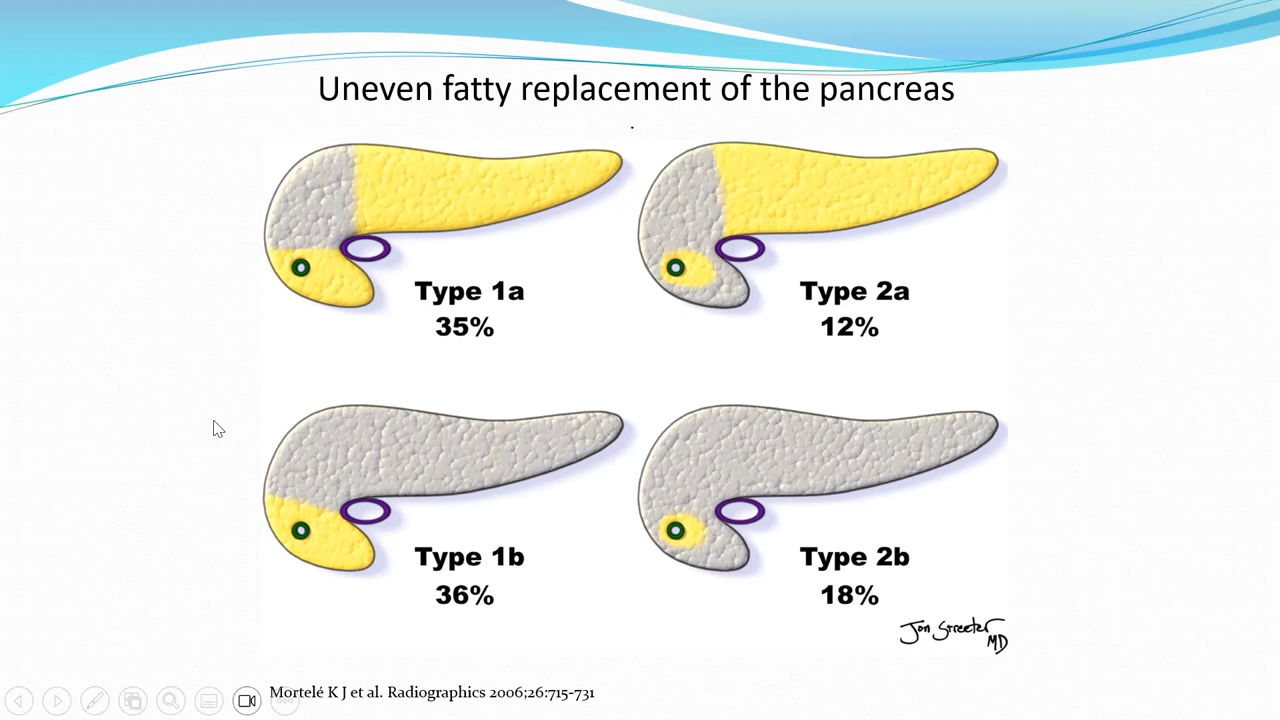 Uneven fatty replacement of the pancreas
.
Type 1a
35%
Type 2a
12%
Type 1b
36%
Type 2b
18%
Jon Streeter
MD
Mortelé K J et al. Radiographics 2006;26:715-731